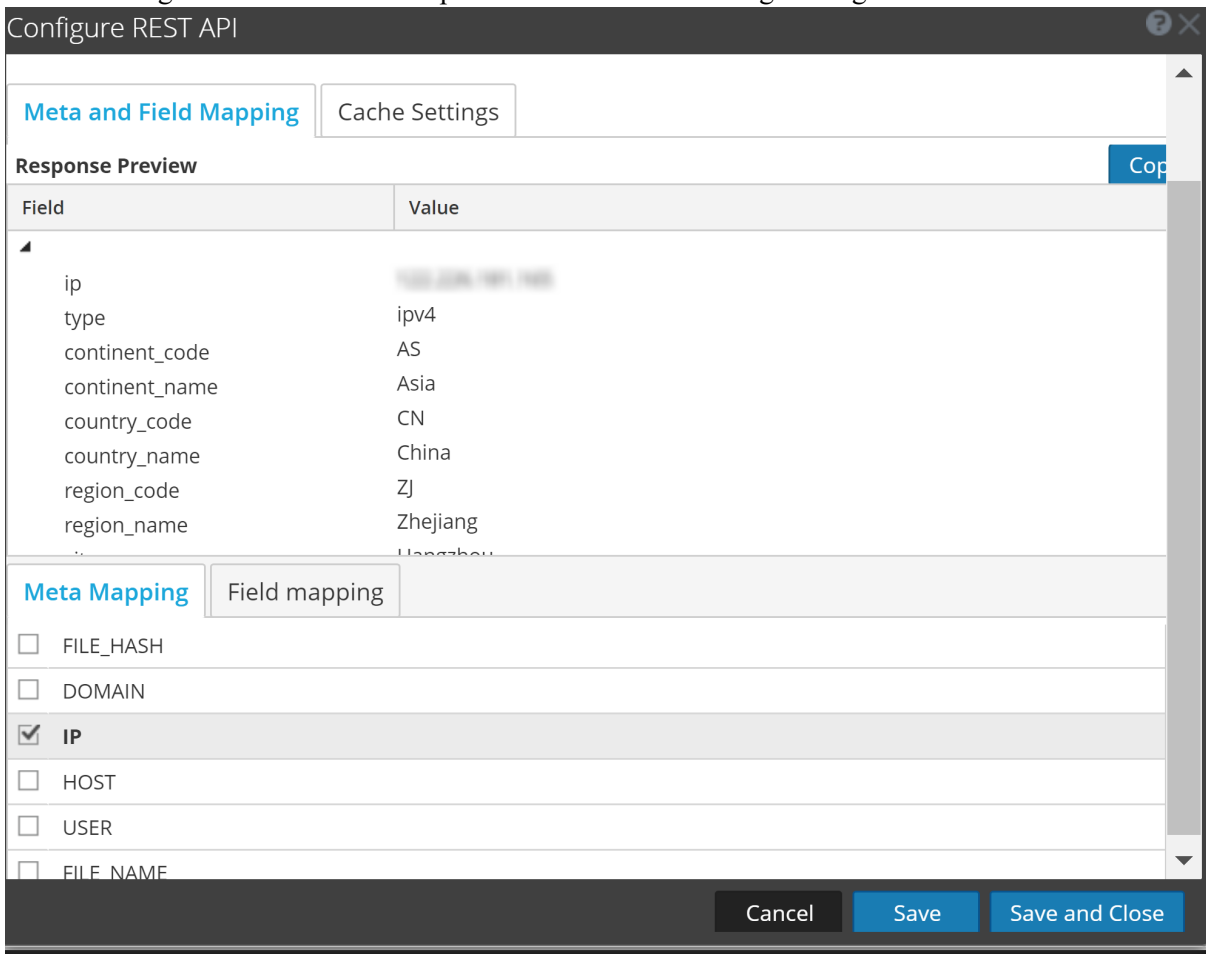 Configure REST API
Meta and Field Mapping Cache Settings
Response Preview Cop
Field Value
ip
type ipv4
continent_code AS
continent_name Asia
country_code CN
country_name China
region_code ZJ
region_name Zhejiang
Hangzhou
Meta Mapping Field mapping
FILE_HASH
DOMAIN
IP
HOST
USER
FILE_NAME
Cancel Save Save and Close